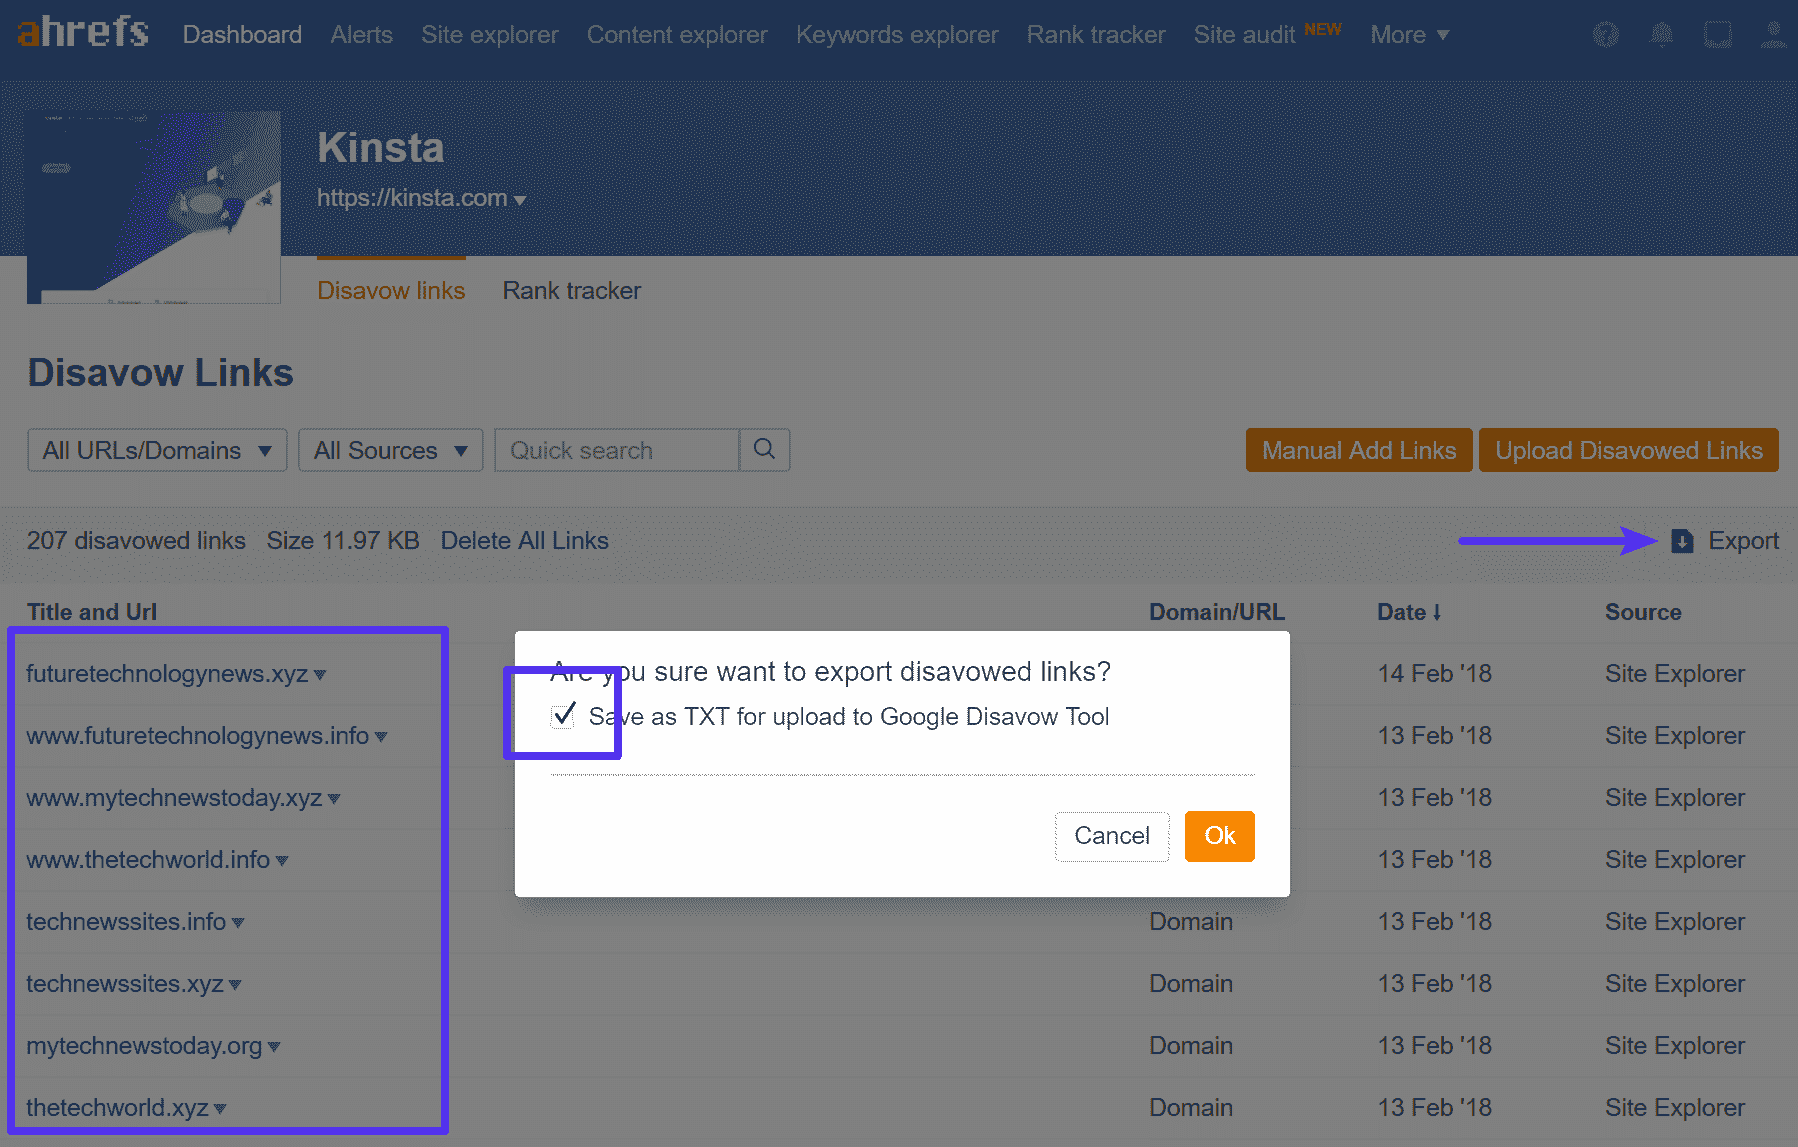 ahrefs Dashboard Alerts Site explorer Content explorer Keywords explorer Rank tracker Site audit NEW More
Kinsta
https://kinsta.com
Disavow links Rank tracker
Disavow Links
All URLs/Domains All Sources Quick search Manual Add Links Upload Disavowed Links
207 disavowed links Size 11.97 KB Delete All Links Export
Title and Url Domain/URL Date Source
futuretechnologynews.xyz 14 Feb '18 Site Explorer
Are you sure want to export disavowed links?
Save as TXT for upload to Google Disavow Tool
www.futuretechnologynews.info 13 Feb '18 Site Explorer
www.mytechnewstoday.xyz 13 Feb '18 Site Explorer
Cancel Ok
www.thetechworld.info 13 Feb '18 Site Explorer
technewssites.info Domain 13 Feb '18 Site Explorer
technewssites.xyz Domain 13 Feb '18 Site Explorer
mytechnewstoday.org Domain 13 Feb '18 Site Explorer
thetechworld.xyz Domain 13 Feb '18 Site Explorer